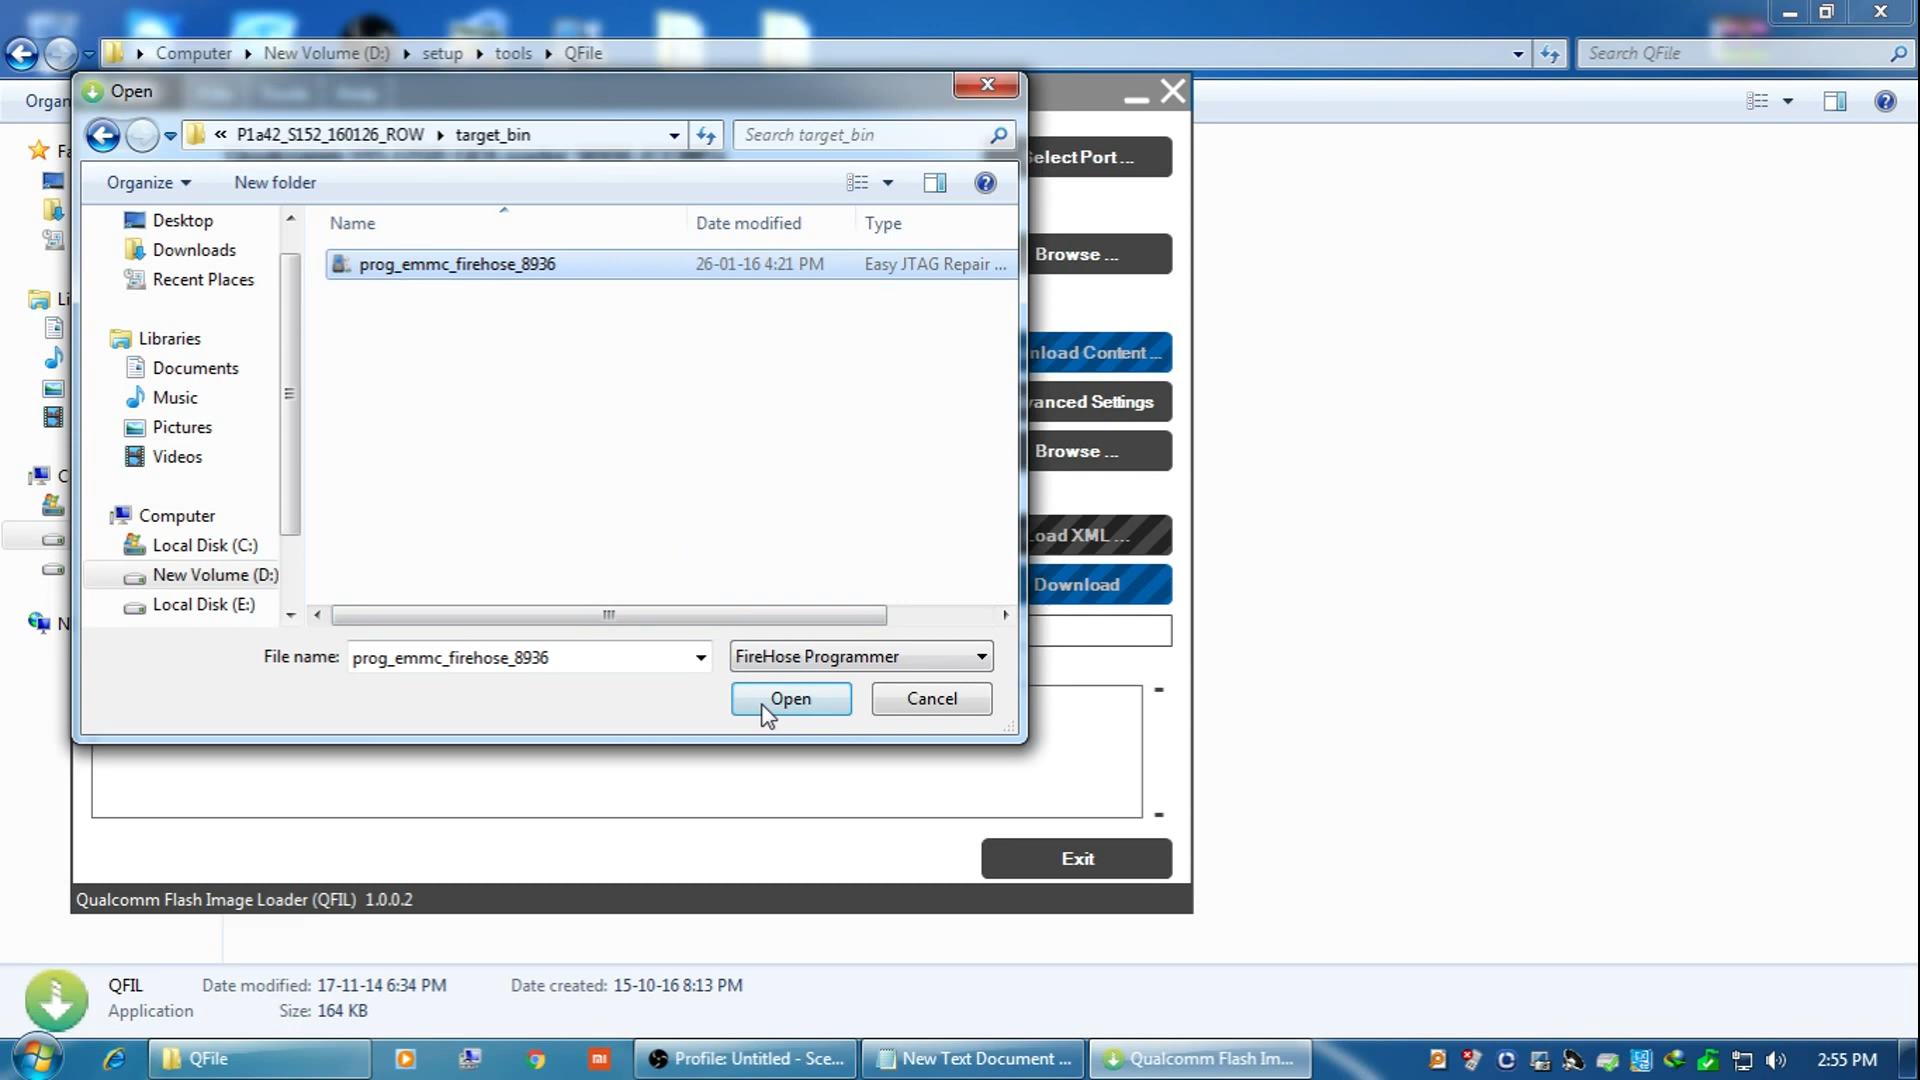 Computer New Volume (D:) setup tools QFile
Search QFile
Organ
Open
P1a42_S152_160126_ROW target_bin
Search target_bin
Select Port ...
Organize
New folder
Name
Date modified
Type
Desktop
prog_emmc_firehose_8936
26-01-16 4:21 PM
Easy JTAG Repair ...
Browse ...
Downloads
Recent Places
Libraries
nload Content ...
Documents
Music
vanced Settings
Pictures
Browse ...
Videos
Computer
Load XML ...
Local Disk (C:)
New Volume (D:)
Download
Local Disk (E:)
File name:
prog_emmc_firehose_8936
FireHose Programmer
Open
Cancel
Exit
Qualcomm Flash Image Loader (QFIL) 1.0.0.2
QFIL
Date modified: 17-11-14 6:34 PM
Date created: 15-10-16 8:13 PM
Application
Size: 164 KB
QFile
Profile: Untitled - Sce...
New Text Document ...
Qualcomm Flash Im...
2:55 PM